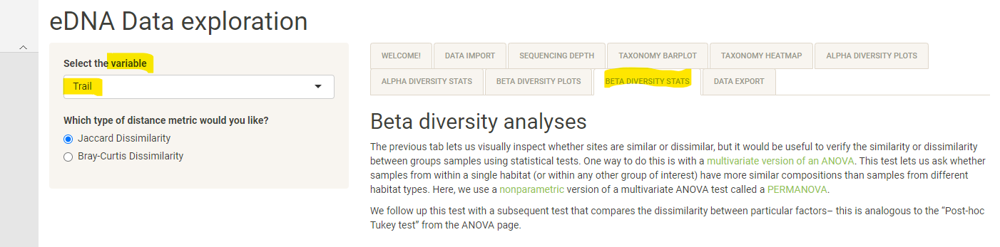 eDNA Data exploration
Select the variable
Trail
Which type of distance metric would you like?
Jaccard Dissimilarity
Bray-Curtis Dissimilarity
WELCOME!
DATA IMPORT
SEQUENCING DEPTH
TAXONOMY BARPLOT
TAXONOMY HEATMAP
ALPHA DIVERSITY PLOTS
ALPHA DIVERSITY STATS
BETA DIVERSITY PLOTS
BETA DIVERSITY STATS
DATA EXPORT
Beta diversity analyses
The previous tab lets us visually inspect whether sites are similar or dissimilar, but it would be useful to verify the similarity or dissimilarity
between groups samples using statistical tests. One way to do this is with a multivariate version of an ANOVA. This test lets us ask whether
samples from within a single habitat (or within any other group of interest) have more similar compositions than samples from different
habitat types. Here, we use a nonparametric version of a multivariate ANOVA test called a PERMANOVA.
We follow up this test with a subsequent test that compares the dissimilarity between particular factors– this is analogous to the “Post-hoc
Tukey test” from the ANOVA page.